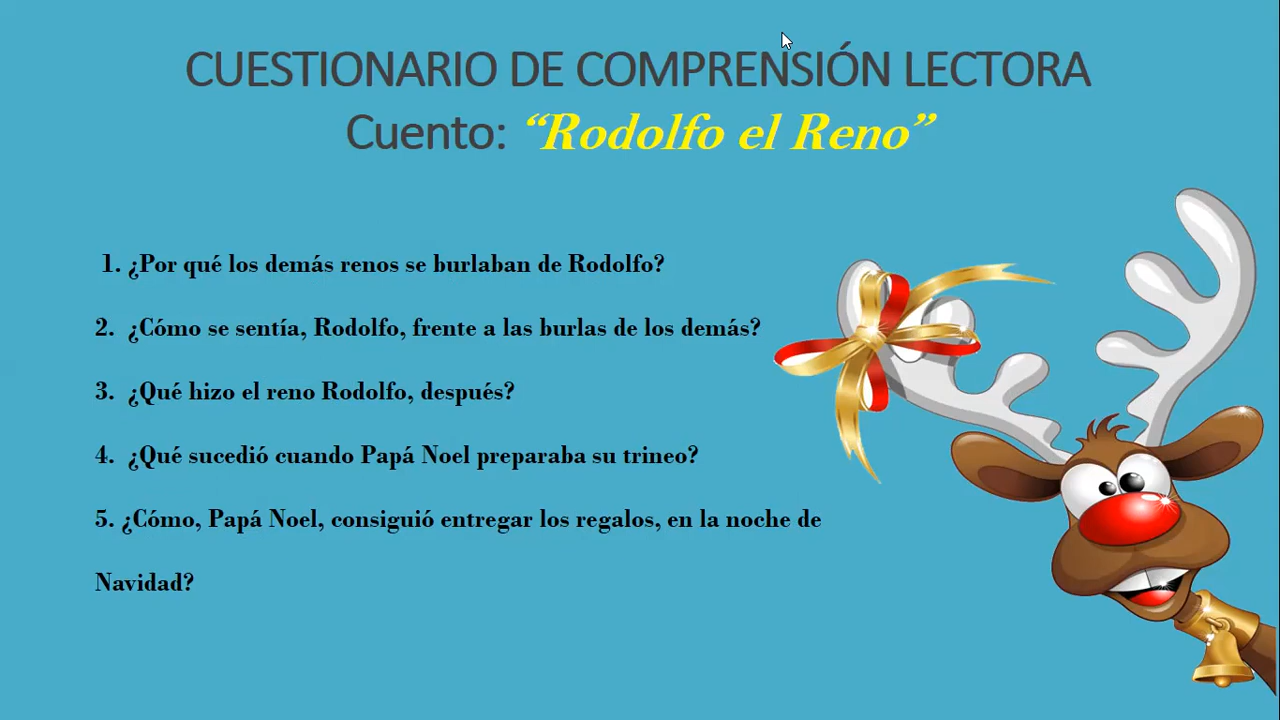 CUESTIONARIO DE COMPRENSIÓN LECTORA
Cuento: “Rodolfo el Reno”
1. ¿Por qué los demás renos se burlaban de Rodolfo?
2. ¿Cómo se sentía, Rodolfo, frente a las burlas de los demás?
3. ¿Qué hizo el reno Rodolfo, después?
4. ¿Qué sucedió cuando Papá Noel preparaba su trineo?
5. ¿Cómo, Papá Noel, consiguió entregar los regalos, en la noche de
Navidad?